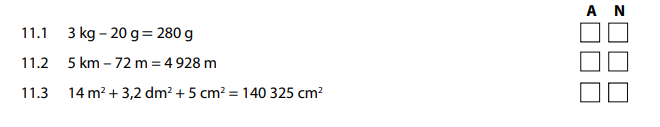 A N
11.1 3 kg – 20 g = 280 g
11.2 5 km – 72 m = 4 928 m
11.3 14 m² + 3,2 dm² + 5 cm² = 140 325 cm²